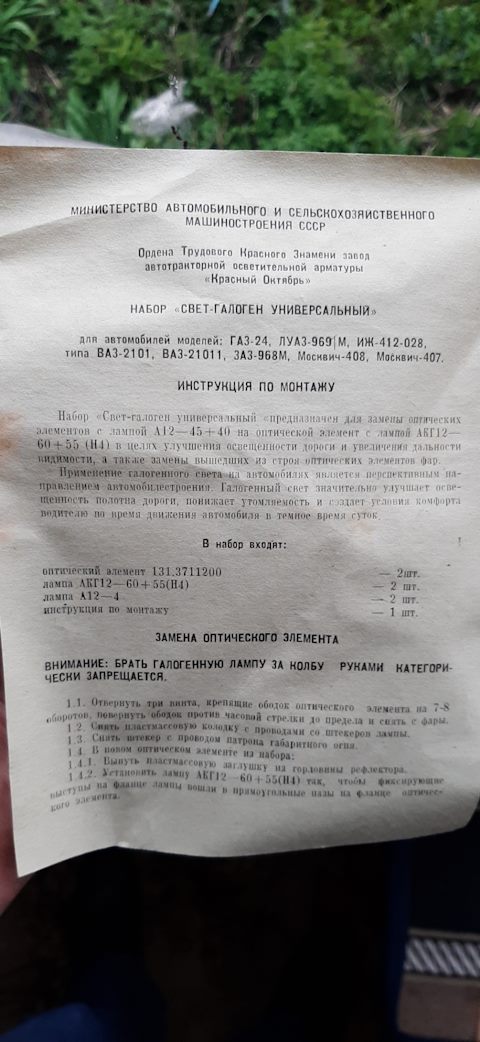 МИНИСТЕРСТВО АВТОМОБИЛЬНОГО И СЕЛЬСКОХОЗЯЙСТВЕННОГО
МАШИНОСТРОЕНИЯ СССР
Ордена Трудового Красного Знамени завод
автотракторной осветительной арматуры
«Красный Октябрь»
НАБОР «СВЕТ-ГАЛОГЕН УНИВЕРСАЛЬНЫЙ»
для автомобилей моделей: ГАЗ-24, ЛУАЗ-969 М, ИЖ-412-028,
типа ВАЗ-2101, ВАЗ-21011, ЗАЗ-968М, Москвич-408, Москвич-407.
ИНСТРУКЦИЯ ПО МОНТАЖУ
Набор «Свет-галоген универсальный «предназначен для замены оптических
элементов с лампой А12—45+40 на оптический элемент с лампой АКГ12—
60+55 (Н4) в целях улучшения освещенности дороги и увеличения дальности
видимости, а также замены вышедших из строя оптических элементов фар.
Применение галогенного света на автомобилях является перспективным на-
правлением автомобилестроения. Галогенный свет значительно улучшает осве-
щенность полотна дороги, понижает утомляемость и создает условия комфорта
водителю во время движения автомобиля в темное время суток.
В набор входят:
оптический элемент 131.3711200 — 2шт.
лампа АКГ12—60+55(Н4) — 2 шт.
лампа А12—4 — 2 шт.
инструкция по монтажу — 1 шт.
ЗАМЕНА ОПТИЧЕСКОГО ЭЛЕМЕНТА
ВНИМАНИЕ: БРАТЬ ГАЛОГЕННУЮ ЛАМПУ ЗА КОЛБУ РУКАМИ КАТЕГОРИ-
ЧЕСКИ ЗАПРЕЩАЕТСЯ.
1.1. Отвернуть три винта, крепящие ободок оптического элемента на 7-8
оборотов, повернуть ободок против часовой стрелки до предела и снять с фары.
1.2. Снять пластмассовую колодку с проводами со штекеров лампы.
1.3. Снять штекер с проводом патрона габаритного огня.
1.4. В новом оптическом элементе из набора:
1.4.1. Вынуть пластмассовую заглушку из горловины рефлектора.
1.4.2. Установить лампу АКГ12—60+55(Н4) так, чтобы фиксирующие
выступы на фланце лампы вошли в прямоугольные пазы на фланце оптичес-
кого элемента.